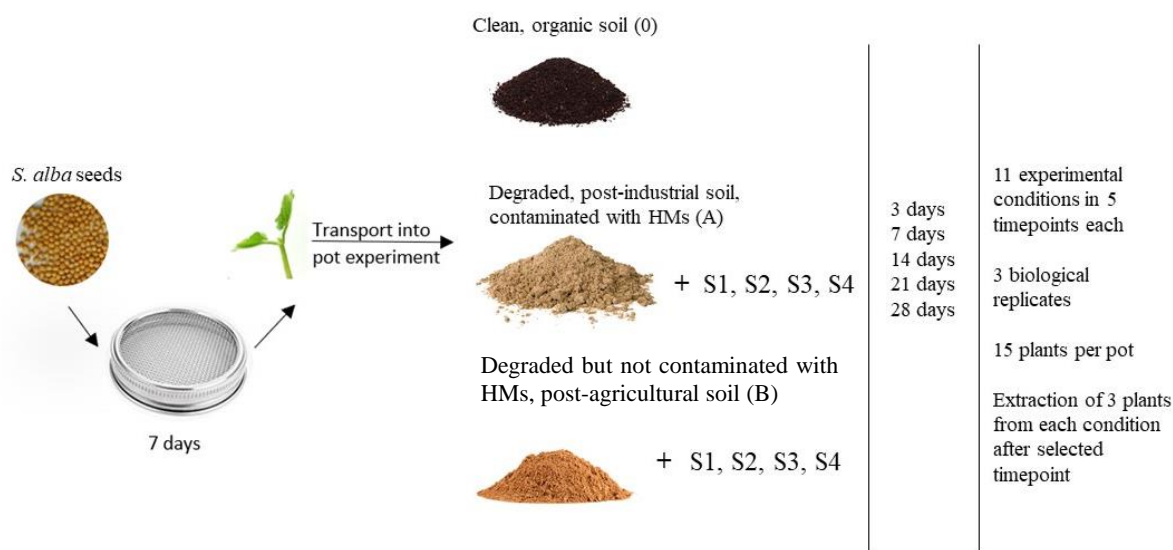 Clean, organic soil (0)
S. alba seeds
7 days
Transport into
pot experiment
Degraded, post-industrial soil,
contaminated with HMs (A)
+ S1, S2, S3, S4
Degraded but not contaminated with
HMs, post-agricultural soil (B)
+ S1, S2, S3, S4
3 days
7 days
14 days
21 days
28 days
11 experimental
conditions in 5
timepoints each
3 biological
replicates
15 plants per pot
Extraction of 3 plants
from each condition
after selected
timepoint